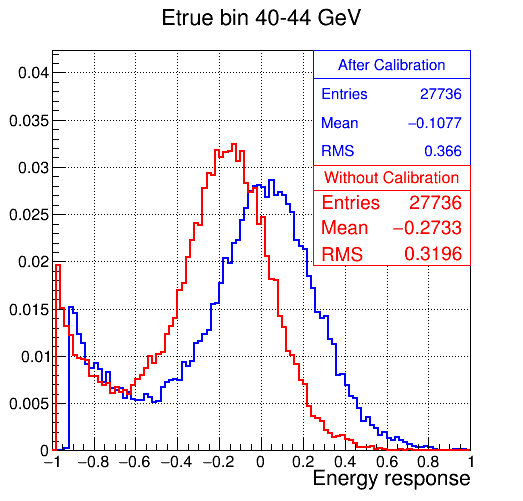 Etrue bin 40-44 GeV
After Calibration
Entries 27736
Mean −0.1077
RMS 0.366
Without Calibration
Entries 27736
Mean −0.2733
RMS 0.3196
0.04
0.035
0.03
0.025
0.02
0.015
0.01
0.005
0
−1 −0.8 −0.6 −0.4 −0.2 0 0.2 0.4 0.6 0.8 1
Energy response